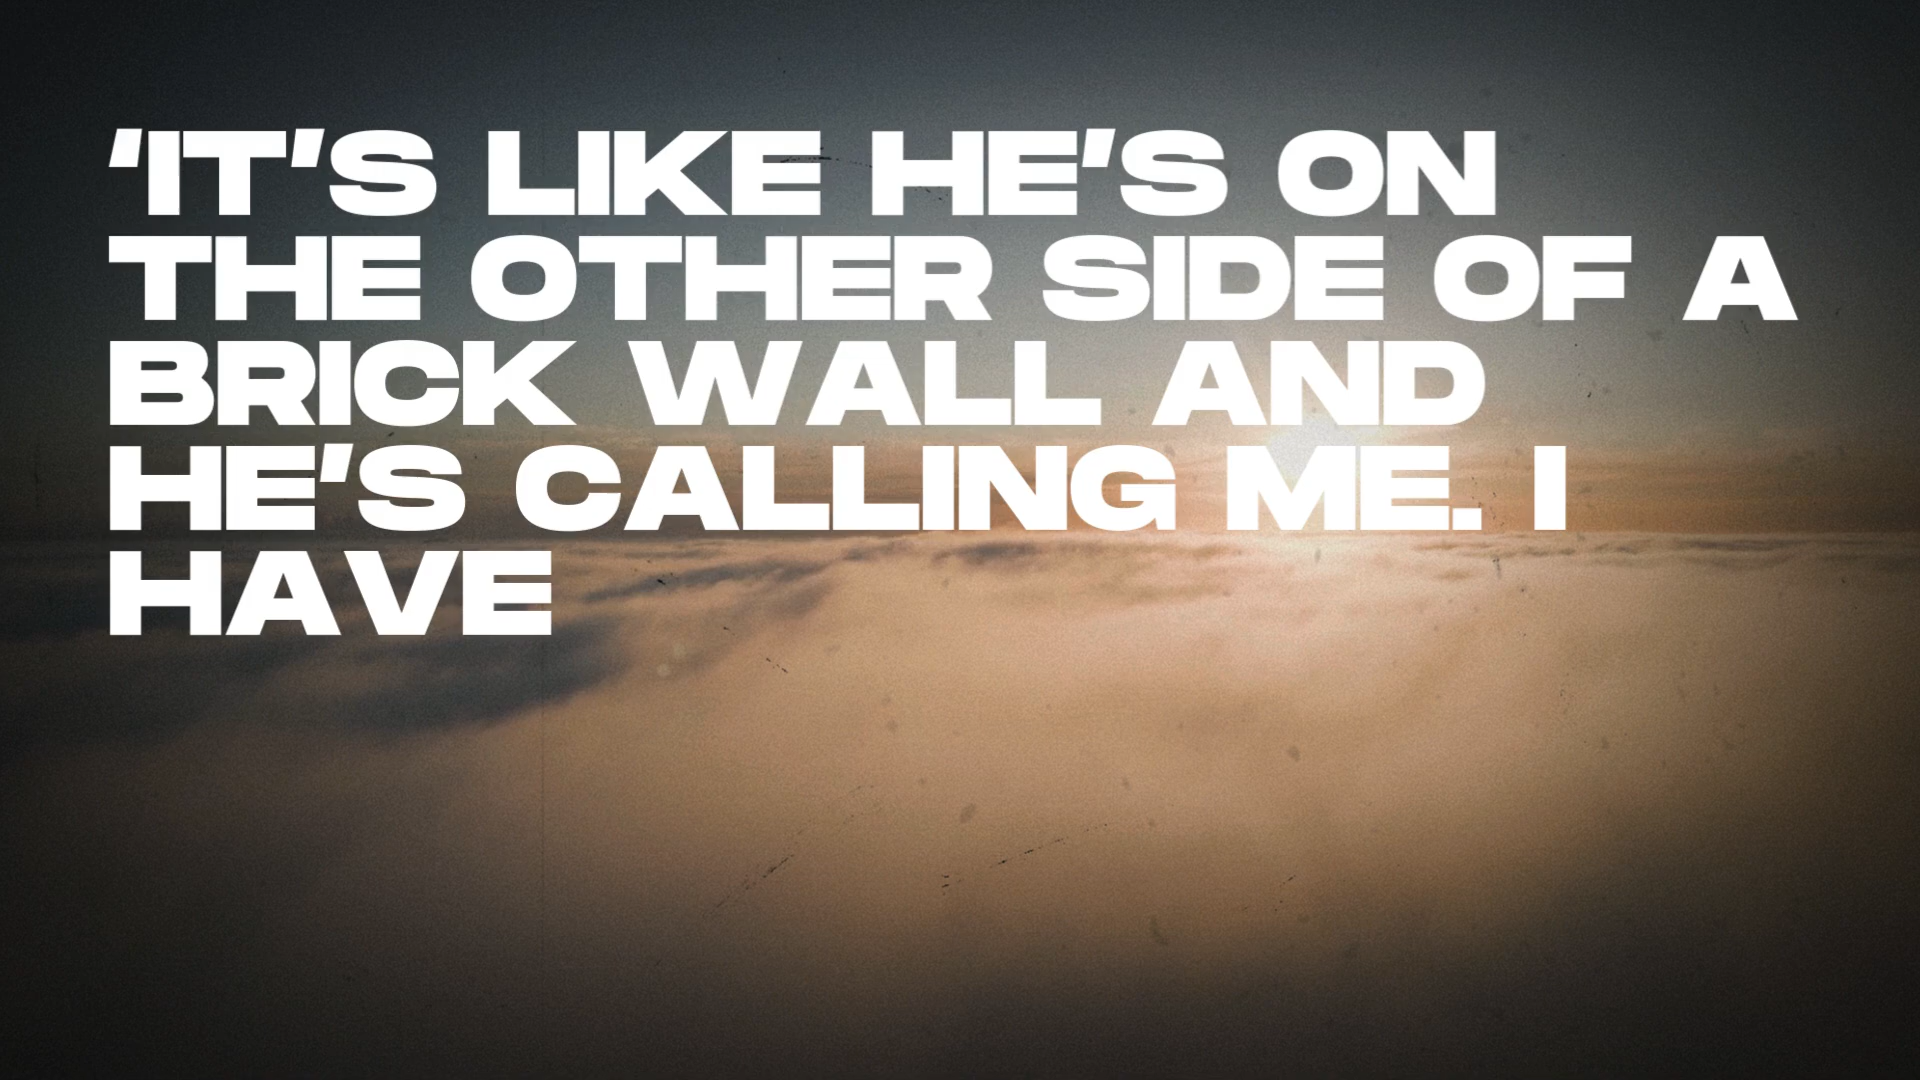 ‘IT’S LIKE HE’S ON
THE OTHER SIDE OF A
BRICK WALL AND
HE’S CALLING ME. I
HAVE